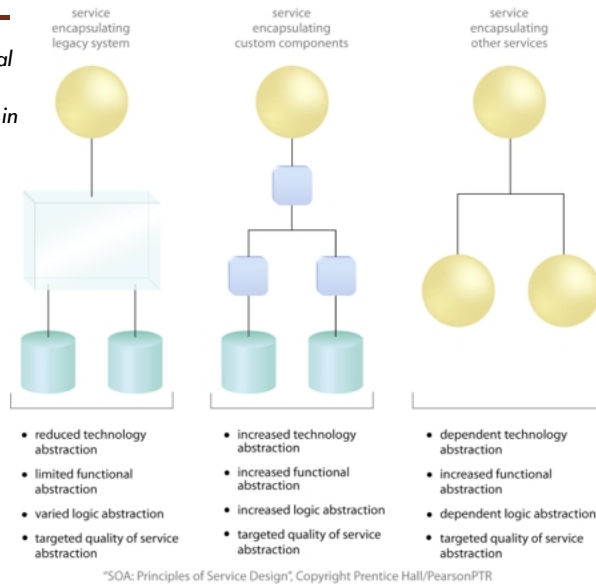 al
in
service
encapsulating
legacy system
service
encapsulating
custom components
service
encapsulating
other services
• reduced technology
abstraction
• limited functional
abstraction
• varied logic abstraction
• targeted quality of service
abstraction
• increased technology
abstraction
• increased functional
abstraction
• increased logic abstraction
• targeted quality of service
abstraction
• dependent technology
abstraction
• increased functional
abstraction
• dependent logic abstraction
• targeted quality of service
abstraction
"SOA: Principles of Service Design", Copyright Prentice Hall/PearsonPTR